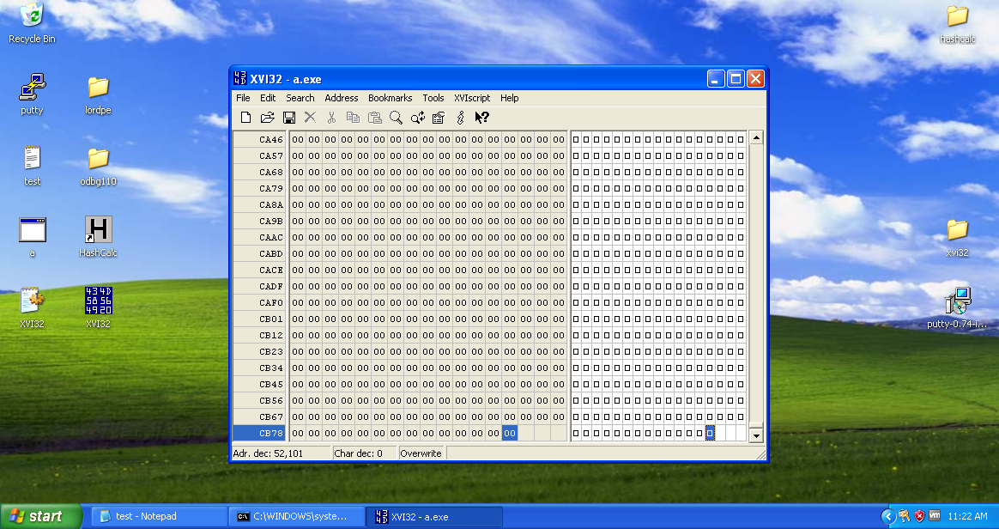 Recycle Bin
putty
lordpe
test
odbg110
a
HashCalc
XVI32
XVI32
43 4D
58 56
49 20
XVI32 - a.exe
File Edit Search Address Bookmarks Tools XVIscript Help
CA46 00 00 00 00 00 00 00 00 00 00 00 00 00 00 00 00 00
CA57 00 00 00 00 00 00 00 00 00 00 00 00 00 00 00 00 00
CA68 00 00 00 00 00 00 00 00 00 00 00 00 00 00 00 00 00
CA79 00 00 00 00 00 00 00 00 00 00 00 00 00 00 00 00 00
CA8A 00 00 00 00 00 00 00 00 00 00 00 00 00 00 00 00 00
CA9B 00 00 00 00 00 00 00 00 00 00 00 00 00 00 00 00 00
CAAC 00 00 00 00 00 00 00 00 00 00 00 00 00 00 00 00 00
CABD 00 00 00 00 00 00 00 00 00 00 00 00 00 00 00 00 00
CACE 00 00 00 00 00 00 00 00 00 00 00 00 00 00 00 00 00
CADF 00 00 00 00 00 00 00 00 00 00 00 00 00 00 00 00 00
CAF0 00 00 00 00 00 00 00 00 00 00 00 00 00 00 00 00 00
CB01 00 00 00 00 00 00 00 00 00 00 00 00 00 00 00 00 00
CB12 00 00 00 00 00 00 00 00 00 00 00 00 00 00 00 00 00
CB23 00 00 00 00 00 00 00 00 00 00 00 00 00 00 00 00 00
CB34 00 00 00 00 00 00 00 00 00 00 00 00 00 00 00 00 00
CB45 00 00 00 00 00 00 00 00 00 00 00 00 00 00 00 00 00
CB56 00 00 00 00 00 00 00 00 00 00 00 00 00 00 00 00 00
CB67 00 00 00 00 00 00 00 00 00 00 00 00 00 00 00 00 00
CB78 00 00 00 00 00 00 00 00 00 00 00 00 00 00
Adr. dec: 52,101 Char dec: 0 Overwrite
hashcalc
xvi32
putty-0.74-i...
start test - Notepad C:\WINDOWS\syste... XVI32 - a.exe vm 11:22 AM